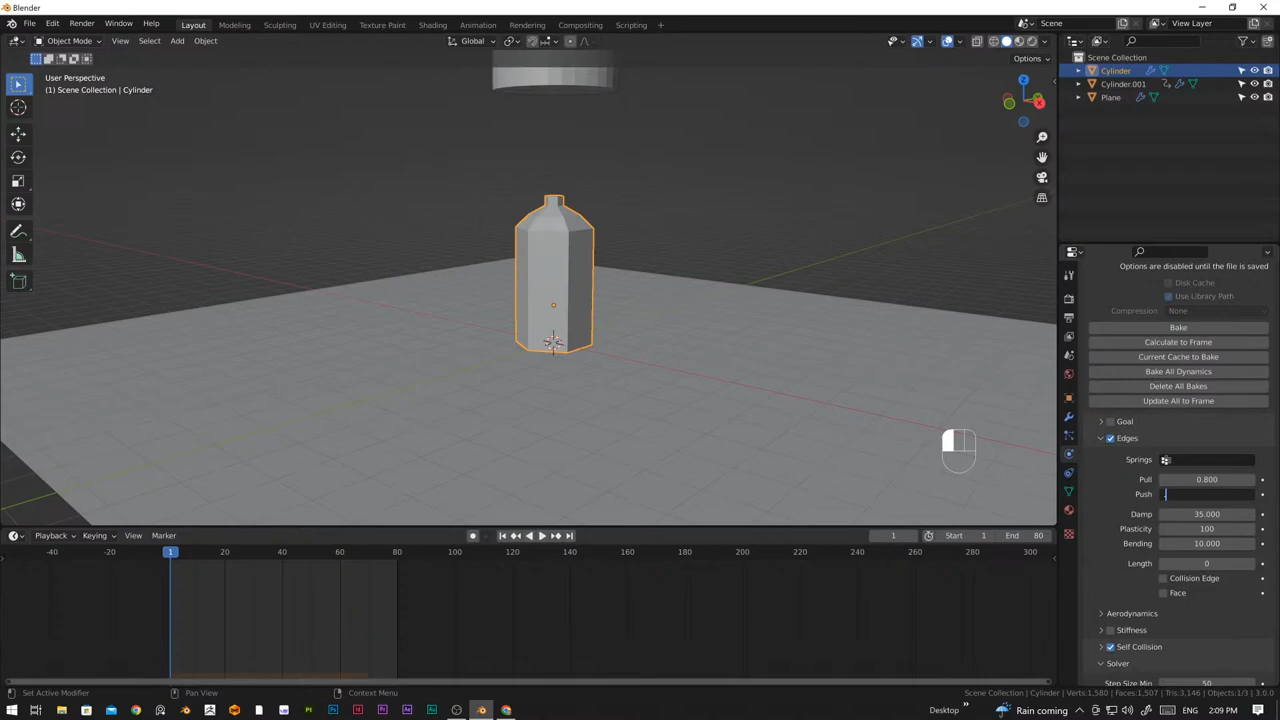 Blender
File Edit Render Window Help Layout Modeling Sculpting UV Editing Texture Paint Shading Animation Rendering Compositing Scripting Scene View Layer
Object Mode View Select Add Object Global
Options
User Perspective
(1) Scene Collection | Cylinder
Z
X
Scene Collection
Cylinder
Cylinder.001
Plane
Options are disabled until the file is saved
Disk Cache
Use Library Path
Compression: None
Bake
Calculate to Frame
Current Cache to Bake
Bake All Dynamics
Delete All Bakes
Update All to Frame
Goal
Edges
Springs
Pull 0.800
Push
Damp 35.000
Plasticity 100
Bending 10.000
Length 0
Collision Edge
Face
Aerodynamics
Stiffness
Self Collision
Solver
Step Size Min 50
Playback Keying View Marker 1 Start 1 End 80
-40 -20 1 20 40 60 80 100 120 140 160 180 200 220 240 260 280 300
Set Active Modifier Pan View Context Menu Scene Collection | Cylinder | Verts:1,580 | Faces:1,507 | Tris:3,146 | Objects:1/3 | 3.0.0
Desktop Rain coming 2:09 PM